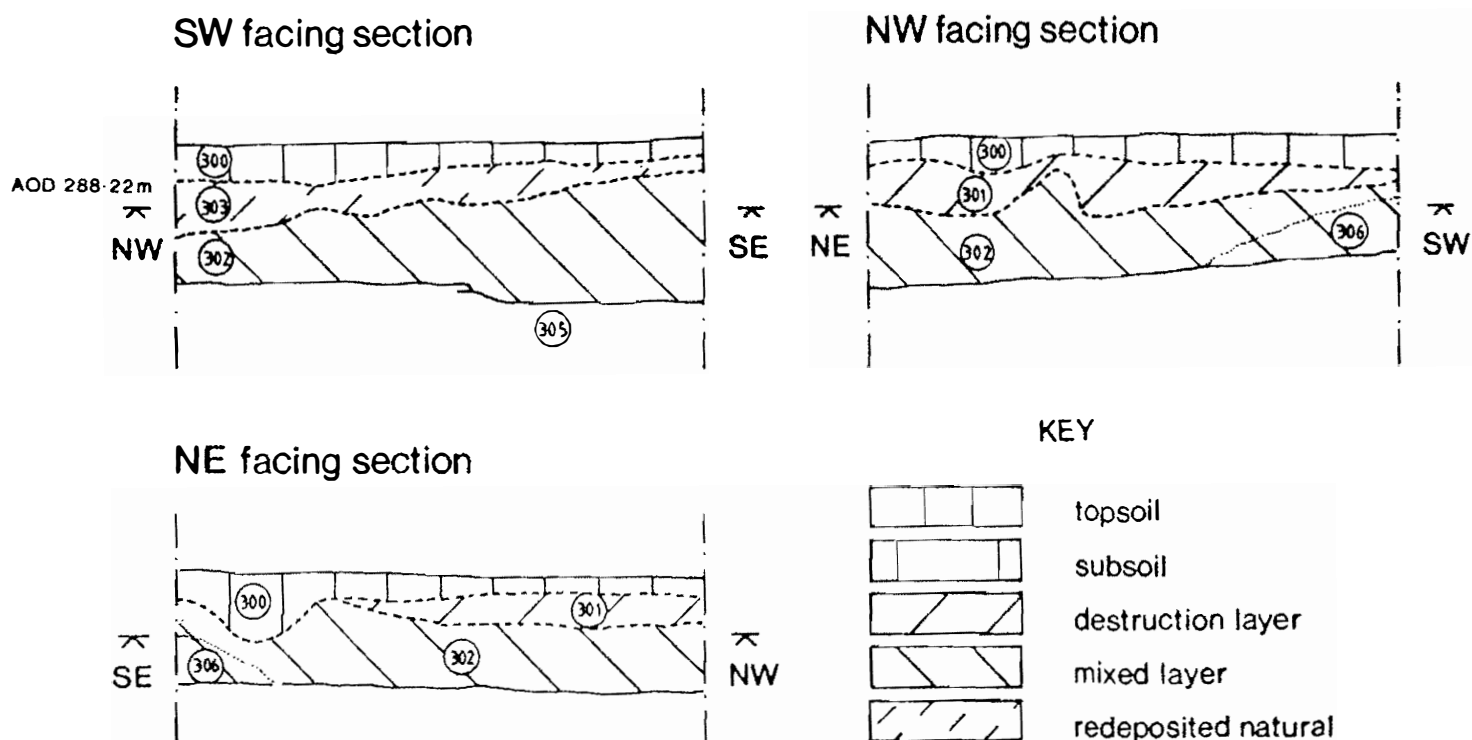 SW facing section
300
AOD 288·22m
303
NW
302
SE
305
NW facing section
300
301
NE
302
306
SW
NE facing section
300
301
SE
306
302
NW
KEY
topsoil
subsoil
destruction layer
mixed layer
redeposited natural